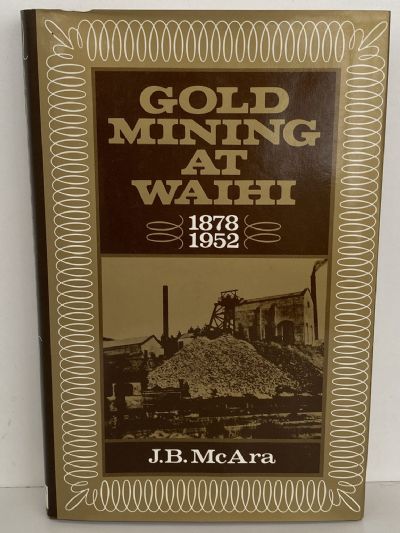 GOLD
MINING
AT
WAIHI
1878
1952
J.B. McAra